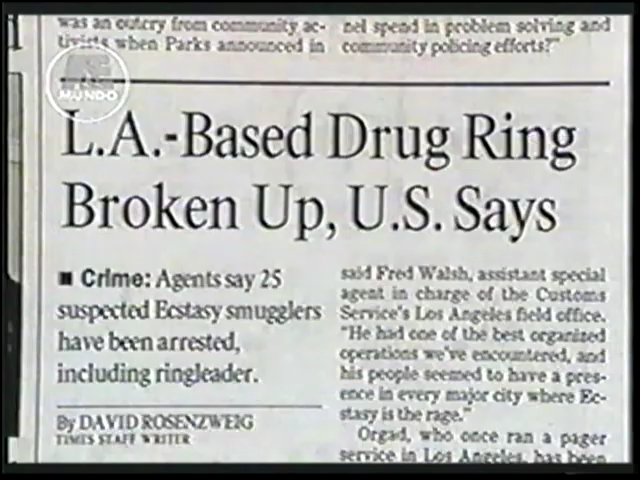 was an outcry from community ac-
tivists when Parks announced in
nel spend in problem solving and
community policing efforts?"
MUNDO
L.A.-Based Drug Ring
Broken Up, U.S. Says
■ Crime: Agents say 25
suspected Ecstasy smugglers
have been arrested,
including ringleader.
By DAVID ROSENZWEIG
TIMES STAFF WRITER
said Fred Walsh, assistant special
agent in charge of the Customs
Service's Los Angeles field office.
"He had one of the best organized
operations we've encountered, and
his people seemed to have a pres-
ence in every major city where Ec-
stasy is the rage."
Orgad, who once ran a pager
service in Los Angeles, has been